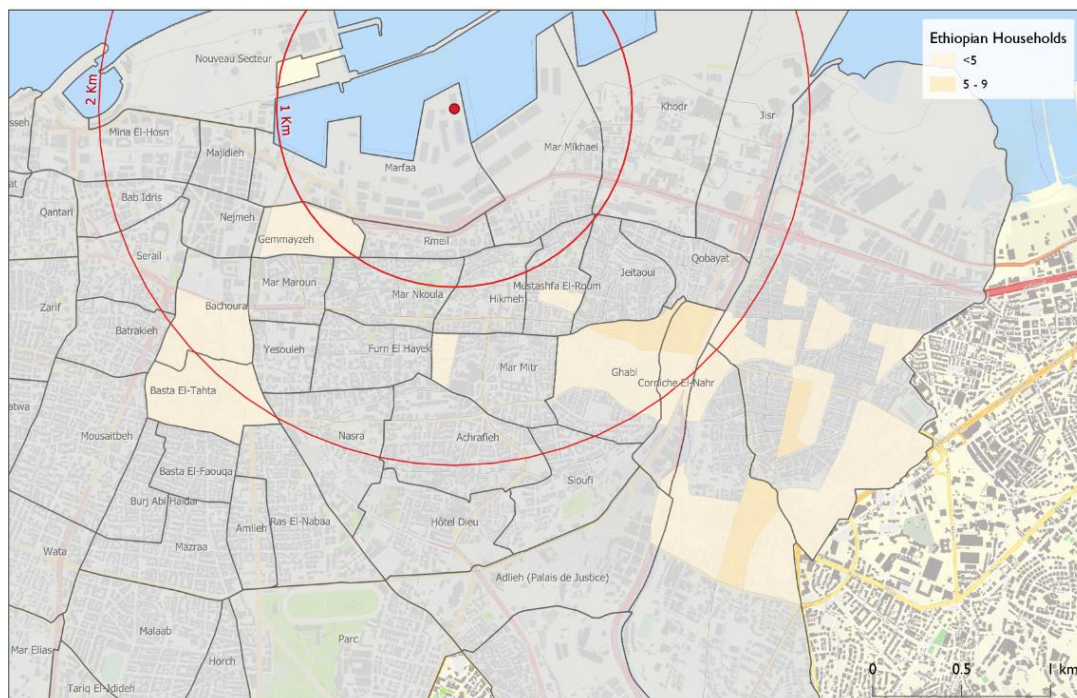 Ethiopian Households
<5
5 - 9
Nouveau Secteur
2 Km
1 Km
Mina El-Hosn
Majidieh
Marfaa
Mar Mikhael
Khodr
Jisr
Bab Idris
Qantari
Nejmeh
Gemmayzeh
Rmeil
Serail
Mar Maroun
Mar Nkoula
Hikmeh
Mustashfa El-Roum
Jeitaoui
Qobayat
Zarif
Bachoura
Batrakieh
Yesouieh
Furn El Hayek
Mar Mitr
Ghabi
Corniche El-Nahr
Basta El-Tahta
Mousaitbeh
Nasra
Achrafieh
Sioufi
Basta El-Faouqa
Burj Abi Haidar
Amlieh
Ras El-Nabaa
Hôtel Dieu
Wata
Mazraa
Adlieh (Palais de Justice)
Malaab
Parc
Mar Elias
Horch
Tariq El-Jdideh
0
0.5
1 km